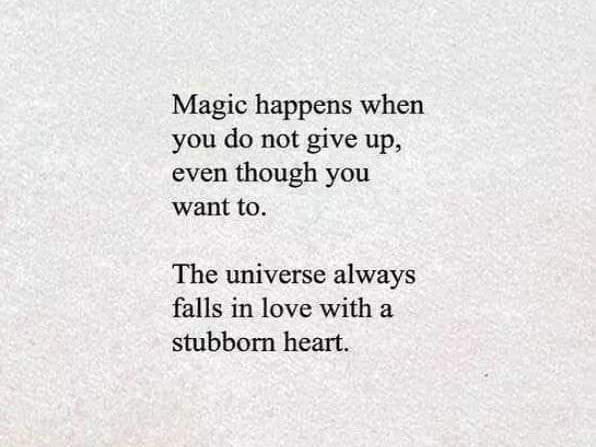 Magic happens when
you do not give up,
even though you
want to.
The universe always
falls in love with a
stubborn heart.